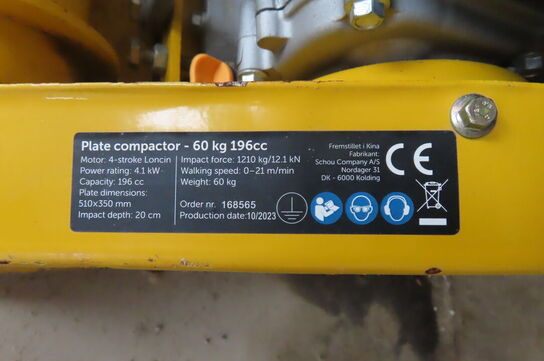 Plate compactor - 60 kg 196cc
Motor: 4-stroke Loncin
Power rating: 4.1 kW
Capacity: 196 cc
Plate dimensions:
510x350 mm
Impact depth: 20 cm
Impact force: 1210 kg/12.1 kN
Walking speed: 0-21 m/min
Weight: 60 kg
Order nr. 168565
Production date:10/2023
Fremstillet i Kina
Fabrikant:
Schou Company A/S
Nordager 31
DK - 6000 Kolding
CE